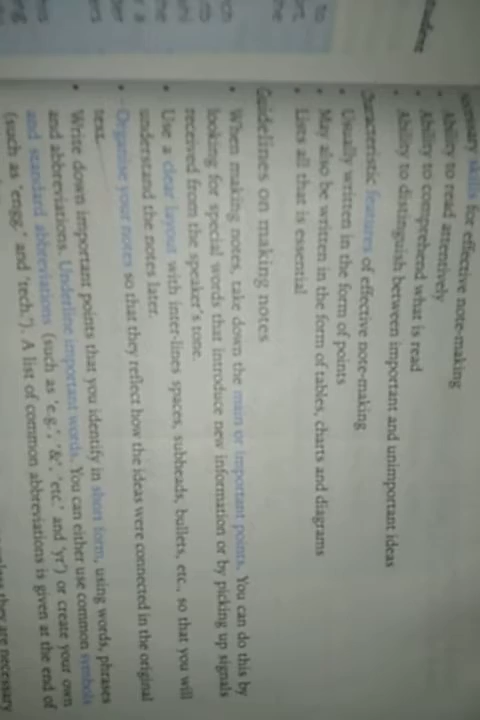 skills for effective note-making
Ability to read attentively
• Ability to comprehend what is read
• Ability to distinguish between important and unimportant ideas
Characteristic features of effective note-making
• Usually written in the form of points
• May also be written in the form of tables, charts and diagrams
• Lists all that is essential
Guidelines on making notes
• When making notes, take down the main or important points. You can do this by
looking for special words that introduce new information or by picking up signals
received from the speaker's tone.
• Use a clear layout with inter-lines spaces, subheads, bullets, etc., so that you will
understand the notes later.
• Organise your notes so that they reflect how the ideas were connected in the original
text.
• Write down important points that you identify in short form, using words, phrases
and abbreviations. Underline important words. You can either use common symbols
and standard abbreviations (such as 'e.g.', '&', 'etc.' and 'yr') or create your own
(such as 'engg.' and 'tech.'). A list of common abbreviations is given at the end of
they are necessary